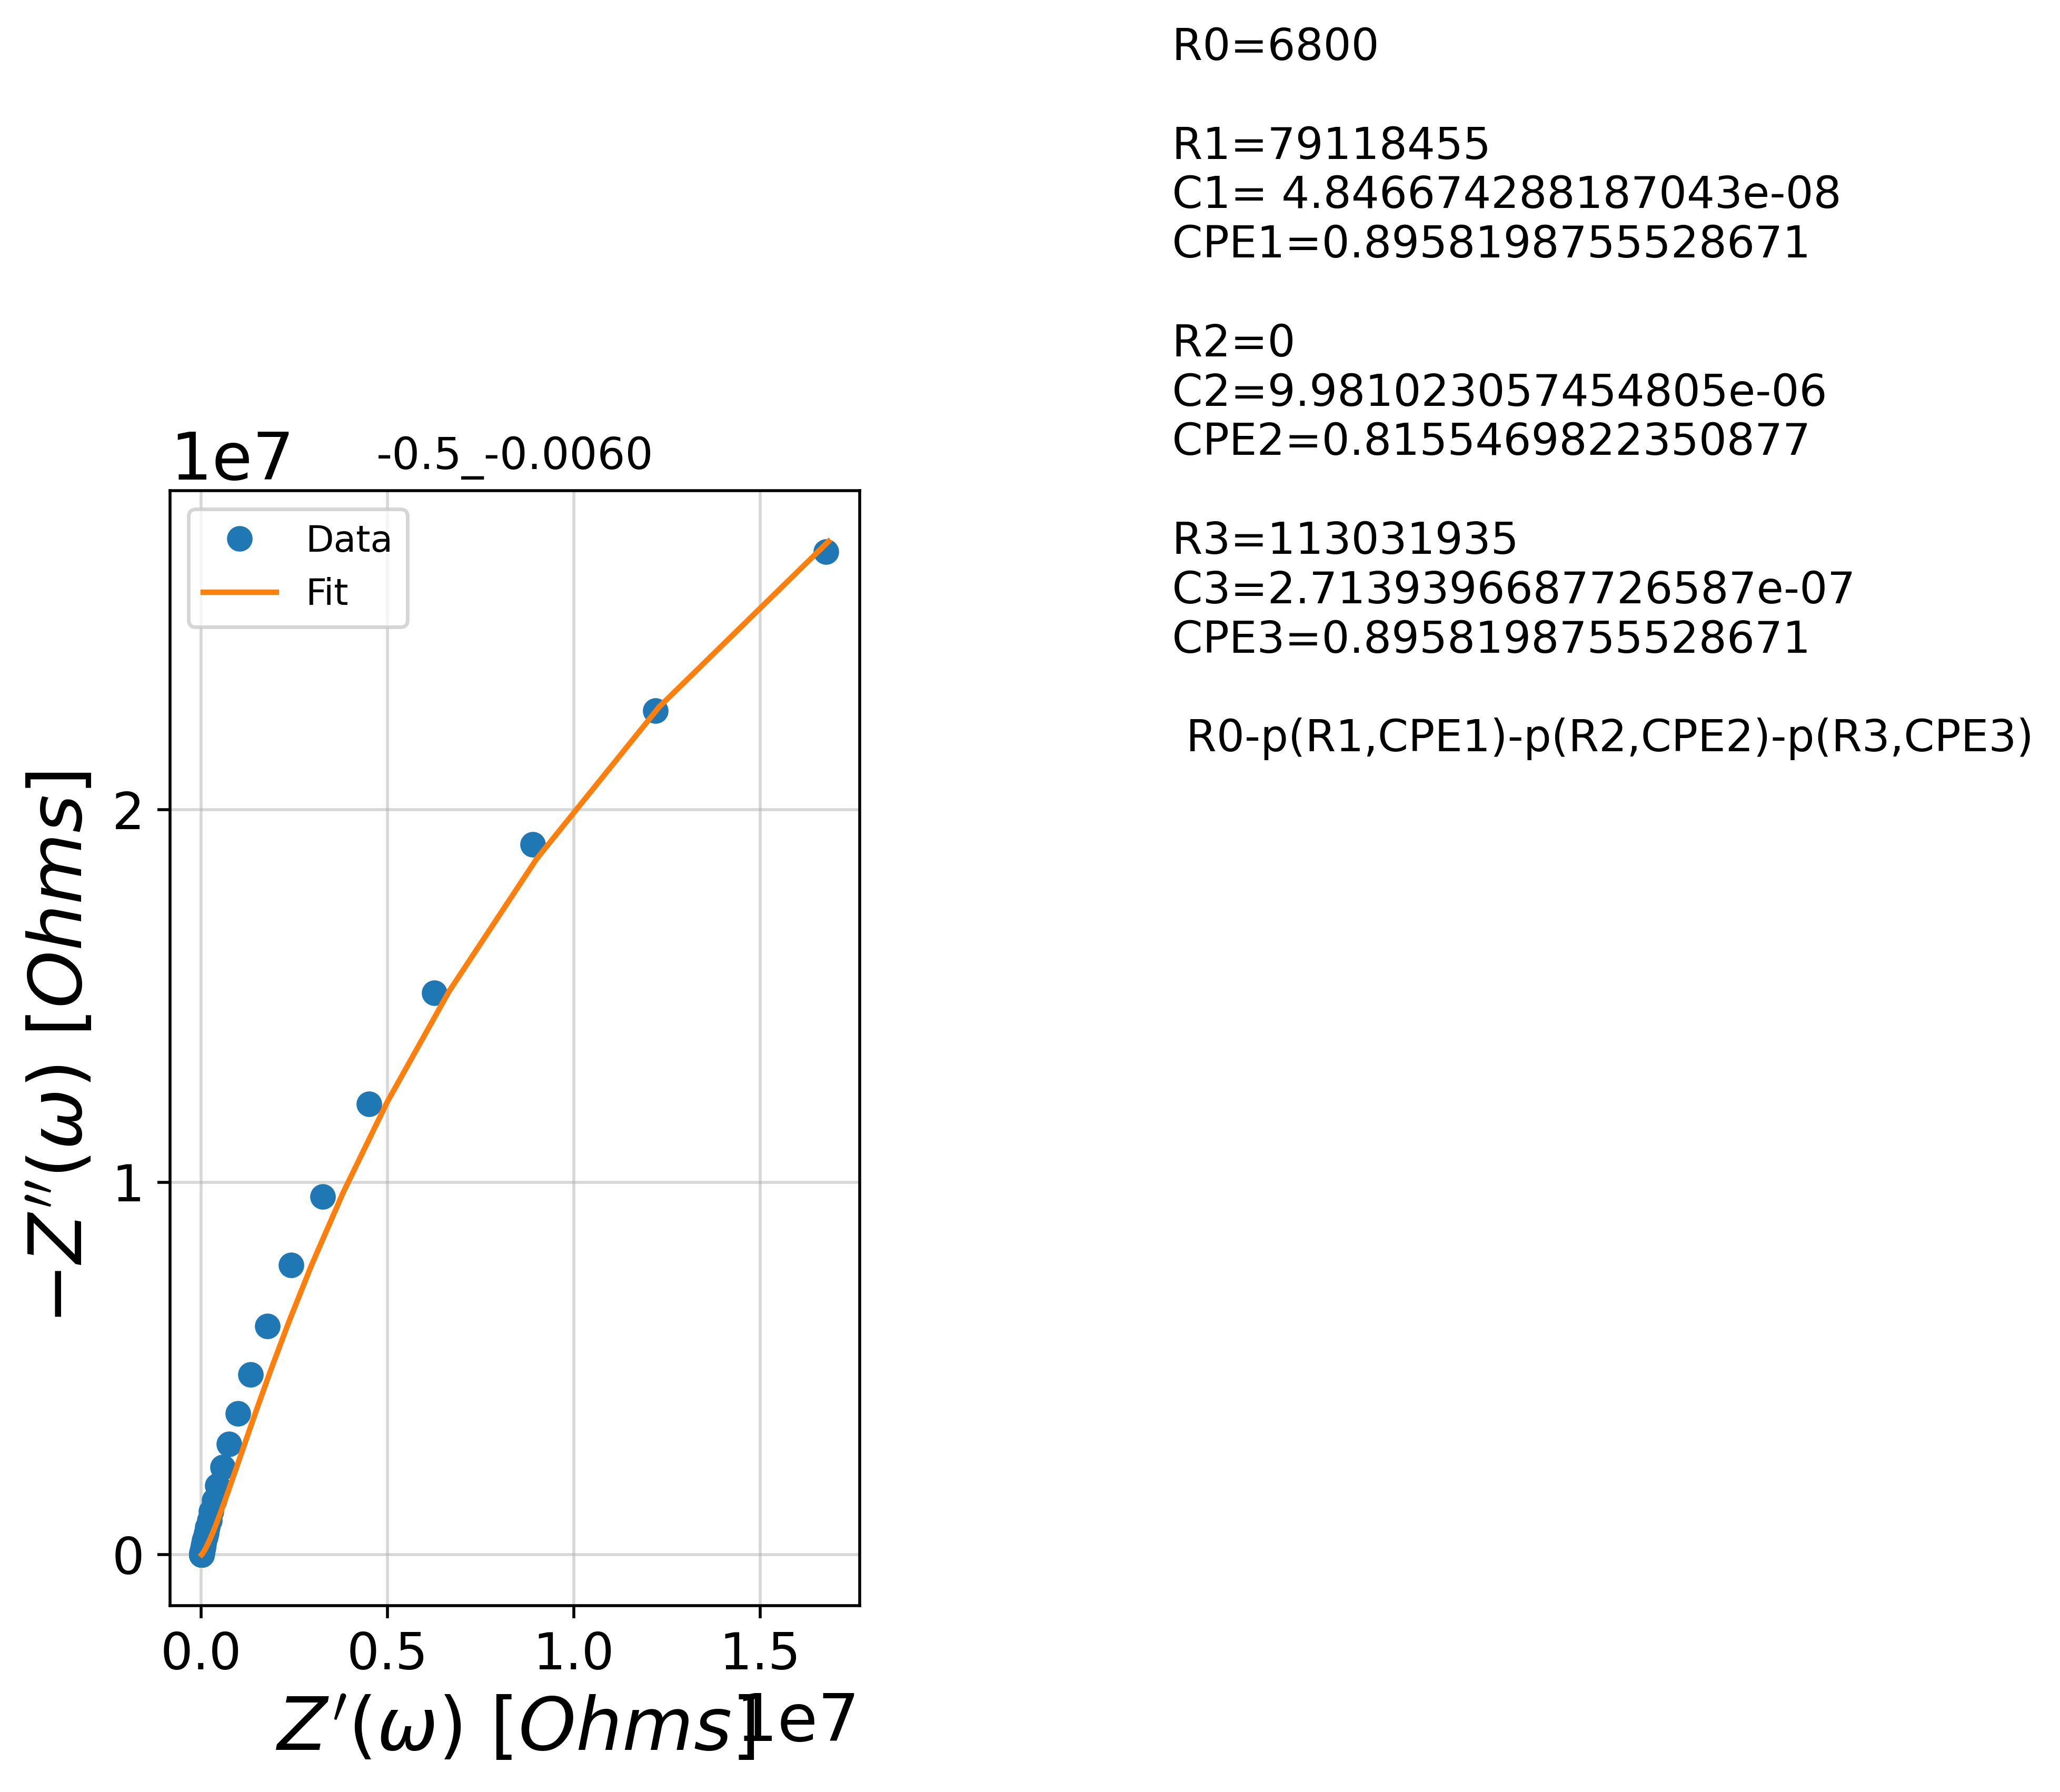 R0=6800
R1=79118455
C1= 4.846674288187043e-08
CPE1=0.8958198755528671
R2=0
C2=9.981023057454805e-06
CPE2=0.8155469822350877
R3=113031935
C3=2.7139396687726587e-07
CPE3=0.8958198755528671
R0-p(R1,CPE1)-p(R2,CPE2)-p(R3,CPE3)
1e7
-0.5_-0.0060
Data
Fit
2
1
0
−Z′′(ω) [Ohms]
0.0 0.5 1.0 1.5
Z′(ω) [Ohms]
1e7